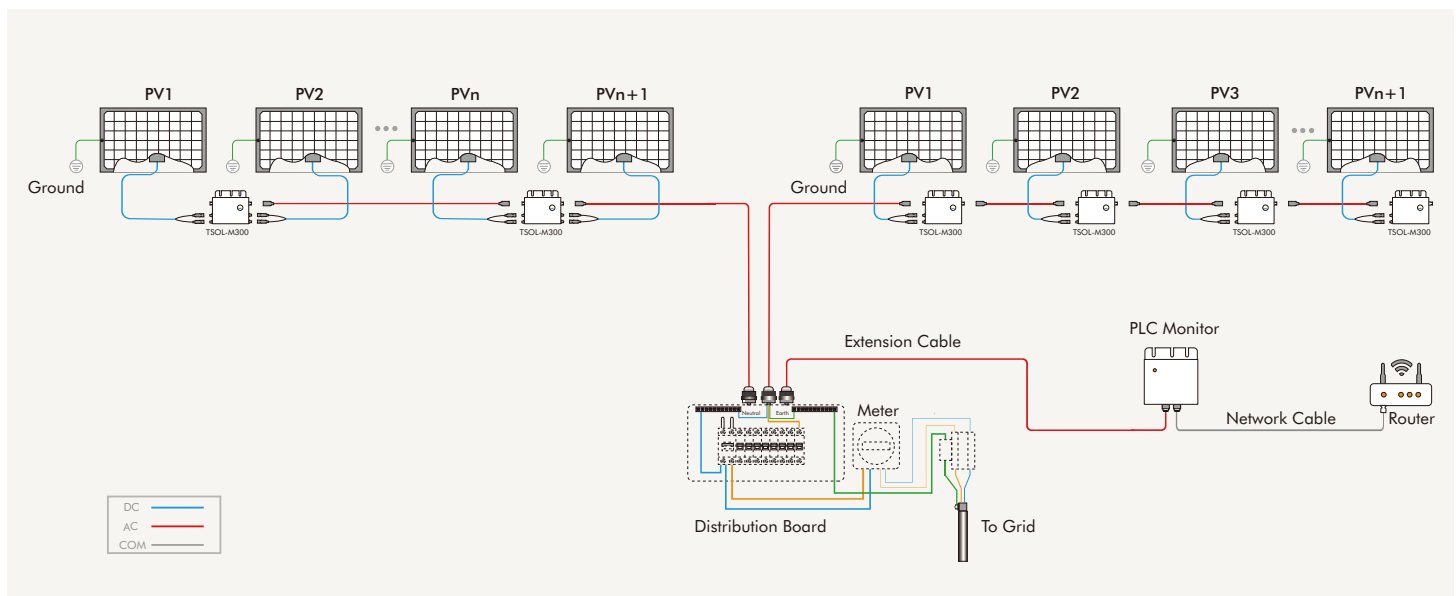 PV1 PV2 PVn PVn+1 PV1 PV2 PV3 PVn+1
Ground Ground
TSOL-M300 TSOL-M300 TSOL-M300 TSOL-M300 TSOL-M300 TSOL-M300
PLC Monitor
Extension Cable
Neutral Earth Meter Network Cable Router
DC
AC
COM
Distribution Board To Grid